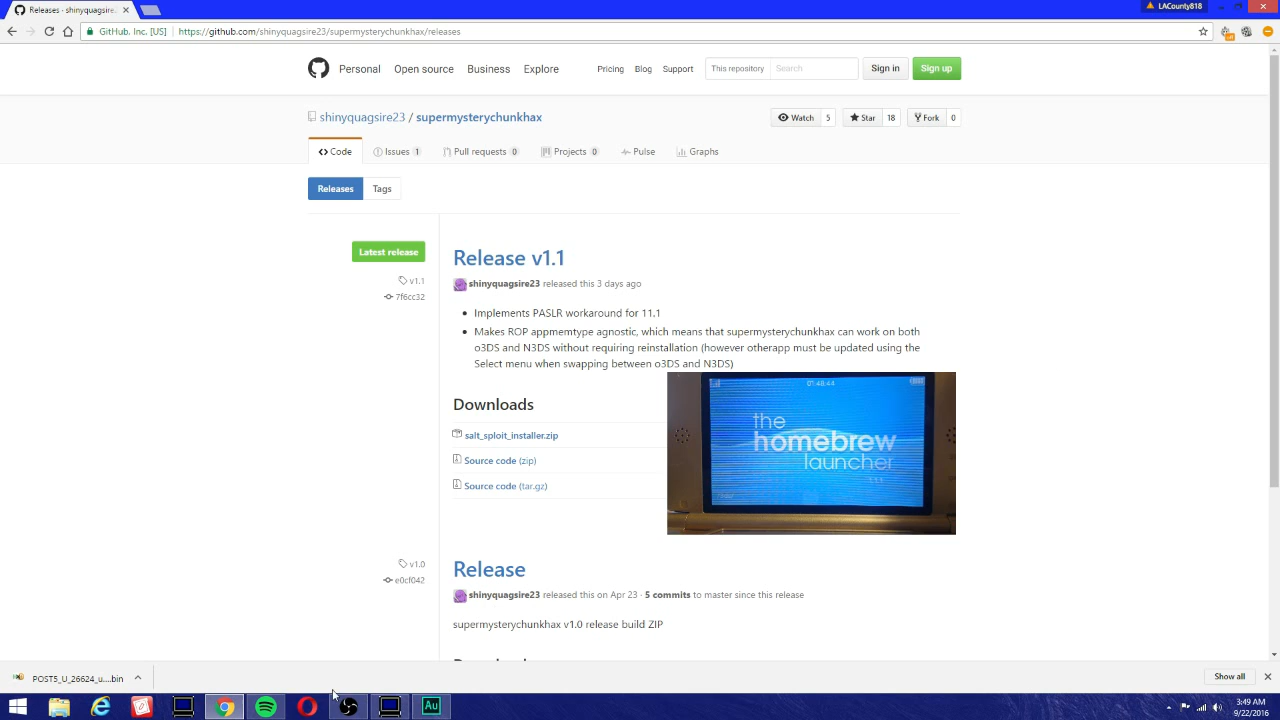 Releases · shinyquagsire
LACounty818
GitHub, Inc. [US]
https://github.com/shinyquagsire23/supermysterychunkhax/releases
Personal
Open source
Business
Explore
Pricing
Blog
Support
This repository
Search
Sign in
Sign up
shinyquagsire23 / supermysterychunkhax
Watch 5
Star 18
Fork 0
Code
Issues 1
Pull requests 0
Projects 0
Pulse
Graphs
Releases
Tags
Latest release
v1.1
7f6cc32
Release v1.1
shinyquagsire23 released this 3 days ago
Implements PASLR workaround for 11.1
Makes ROP appmemtype agnostic, which means that supermysterychunkhax can work on both
o3DS and N3DS without requiring reinstallation (however otherapp must be updated using the
Select menu when swapping between o3DS and N3DS)
Downloads
salt_sploit_installer.zip
Source code (zip)
Source code (tar.gz)
01:48:44
the
homebrew
launcher
v1.0
e0cf042
Release
shinyquagsire23 released this on Apr 23 · 5 commits to master since this release
supermysterychunkhax v1.0 release build ZIP
POST5_U_26624_u....bin
Show all
Au
3:49 AM
9/22/2016